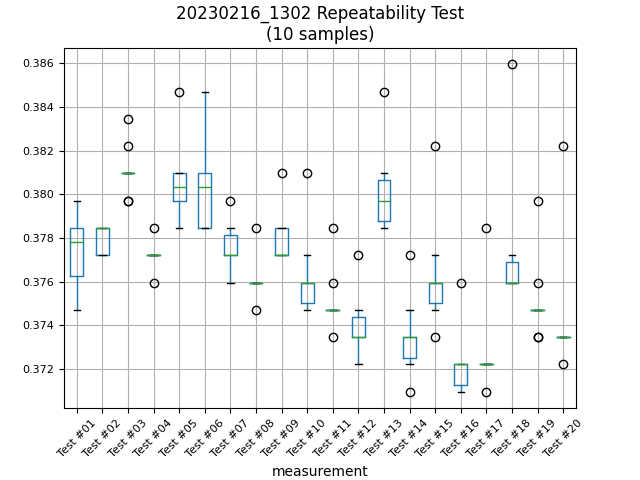 20230216_1302 Repeatability Test
(10 samples)
0.386
0.384
0.382
0.380
0.378
0.376
0.374
0.372
Test #01
Test #02
Test #03
Test #04
Test #05
Test #06
Test #07
Test #08
Test #09
Test #10
Test #11
Test #12
Test #13
Test #14
Test #15
Test #16
Test #17
Test #18
Test #19
Test #20
measurement